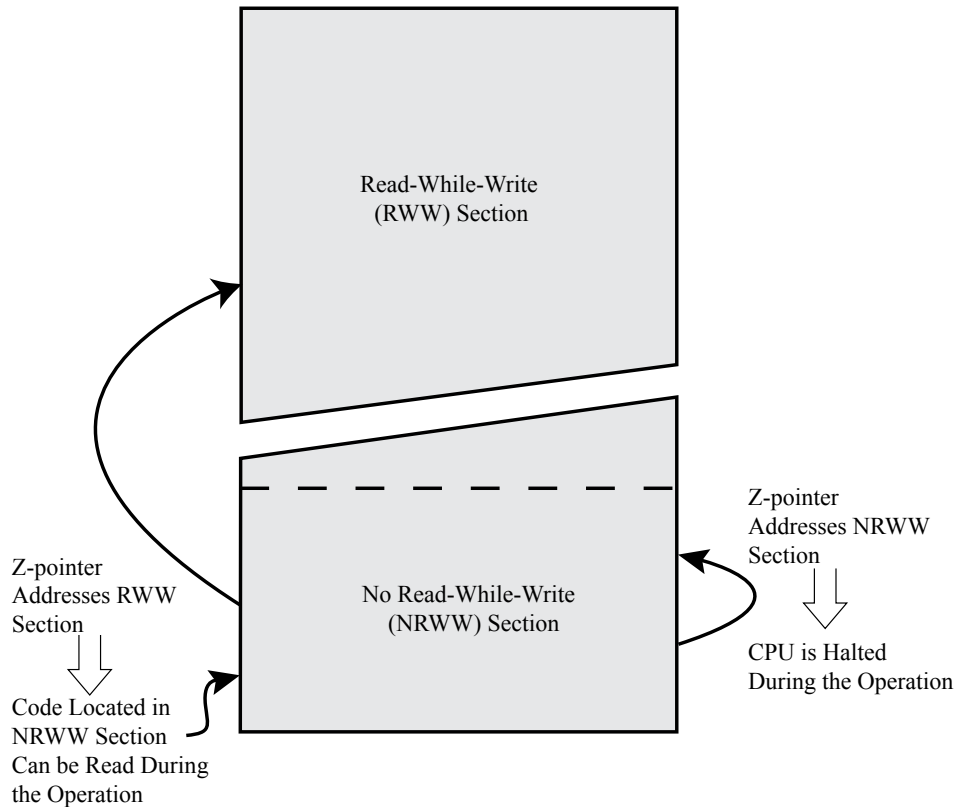 Read-While-Write
(RWW) Section
Z-pointer
Addresses RWW
Section
Code Located in
NRWW Section
Can be Read During
the Operation
No Read-While-Write
(NRWW) Section
Z-pointer
Addresses NRWW
Section
CPU is Halted
During the Operation